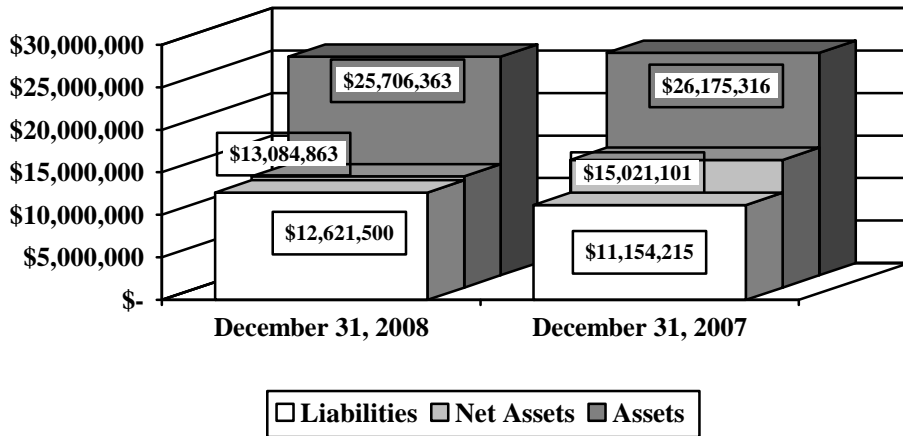 $30,000,000
$25,000,000
$20,000,000
$15,000,000
$10,000,000
$5,000,000
$-
$25,706,363
$26,175,316
$13,084,863
$15,021,101
$12,621,500
$11,154,215
December 31, 2008
December 31, 2007
Liabilities
Net Assets
Assets